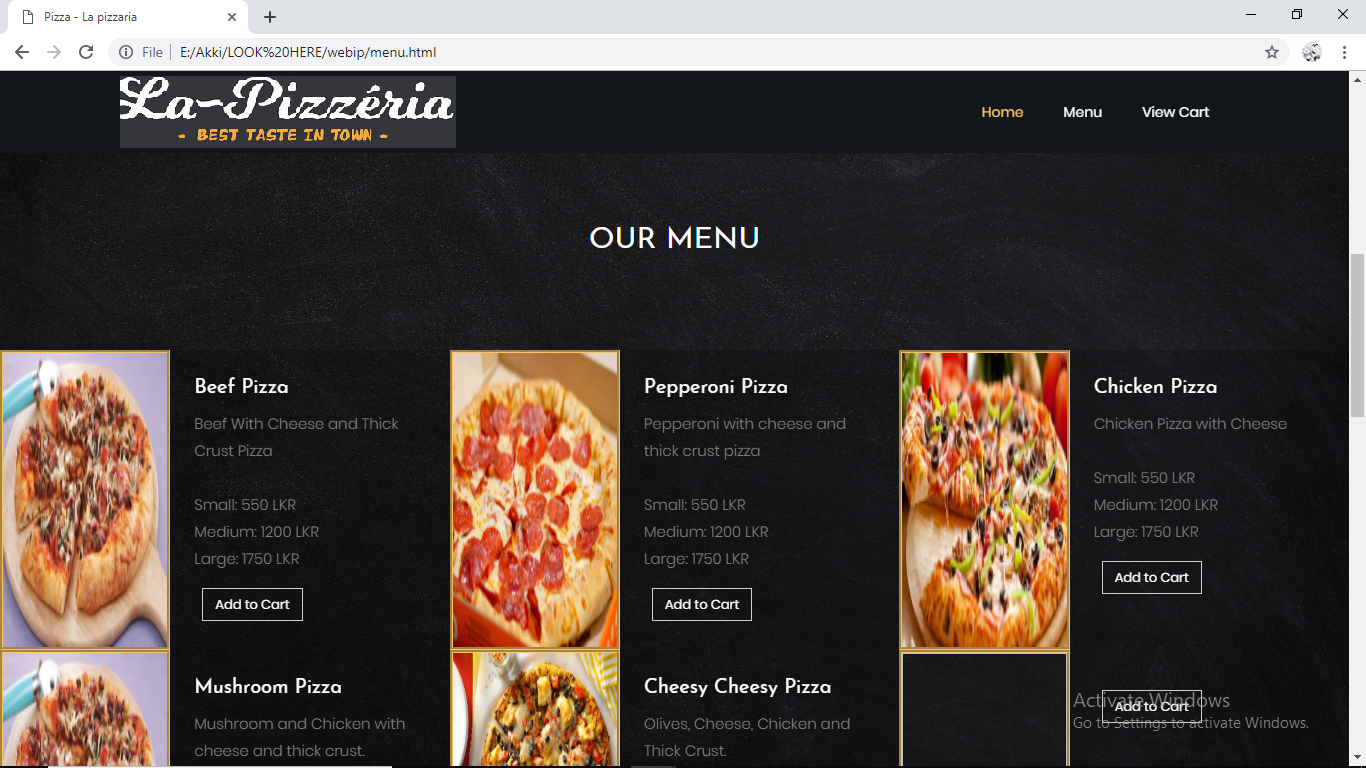 Pizza - La pizzaria
File
E:/Akki/LOOK%20HERE/webip/menu.html
La-Pizzéria
- BEST TASTE IN TOWN -
Home
Menu
View Cart
OUR MENU
Beef Pizza
Beef With Cheese and Thick
Crust Pizza
Small: 550 LKR
Medium: 1200 LKR
Large: 1750 LKR
Add to Cart
Pepperoni Pizza
Pepperoni with cheese and
thick crust pizza
Small: 550 LKR
Medium: 1200 LKR
Large: 1750 LKR
Add to Cart
Chicken Pizza
Chicken Pizza with Cheese
Small: 550 LKR
Medium: 1200 LKR
Large: 1750 LKR
Add to Cart
Mushroom Pizza
Mushroom and Chicken with
cheese and thick crust.
Cheesy Cheesy Pizza
Olives, Cheese, Chicken and
Thick Crust.
Add to Cart
Activate Windows
Go to Settings to activate Windows.